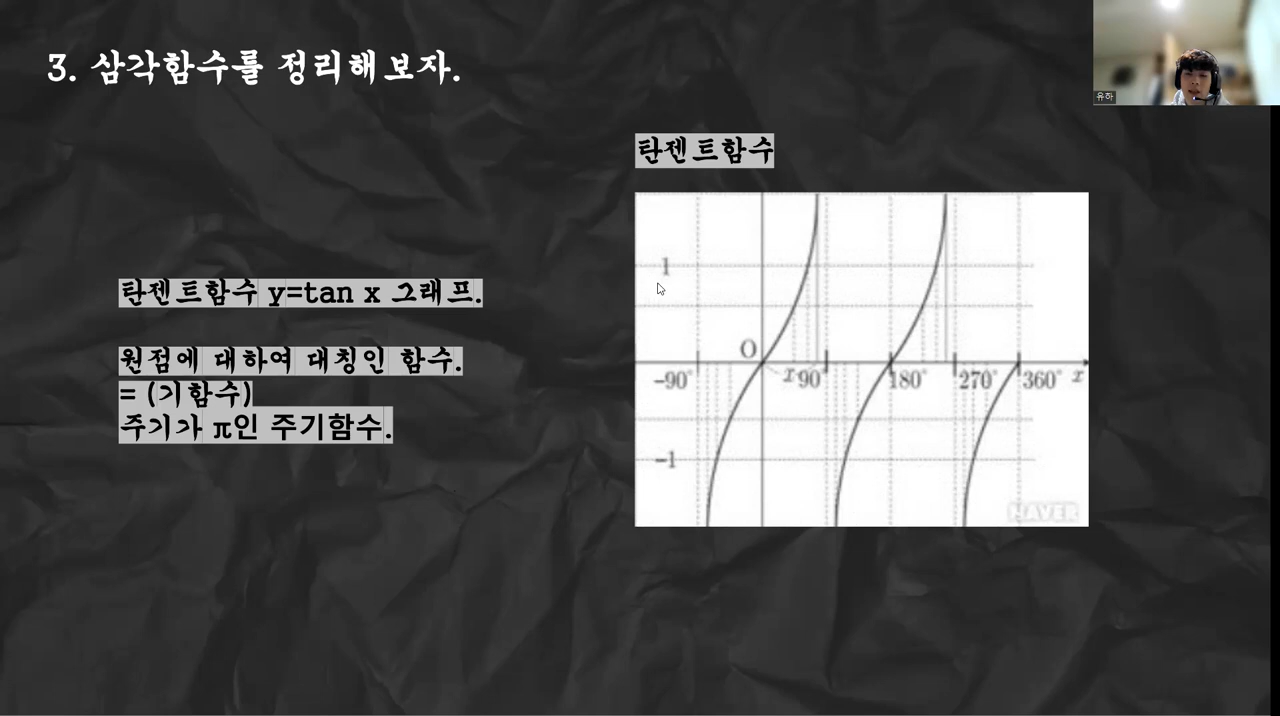 3. 삼각함수를 정리해보자.
유하
탄젠트함수
탄젠트함수 y=tan x 그래프.
원점에 대하여 대칭인 함수.
= (기함수)
주기가 π인 주기함수.
1
O
-90° x 90° 180° 270° 360° x
-1
NAVER